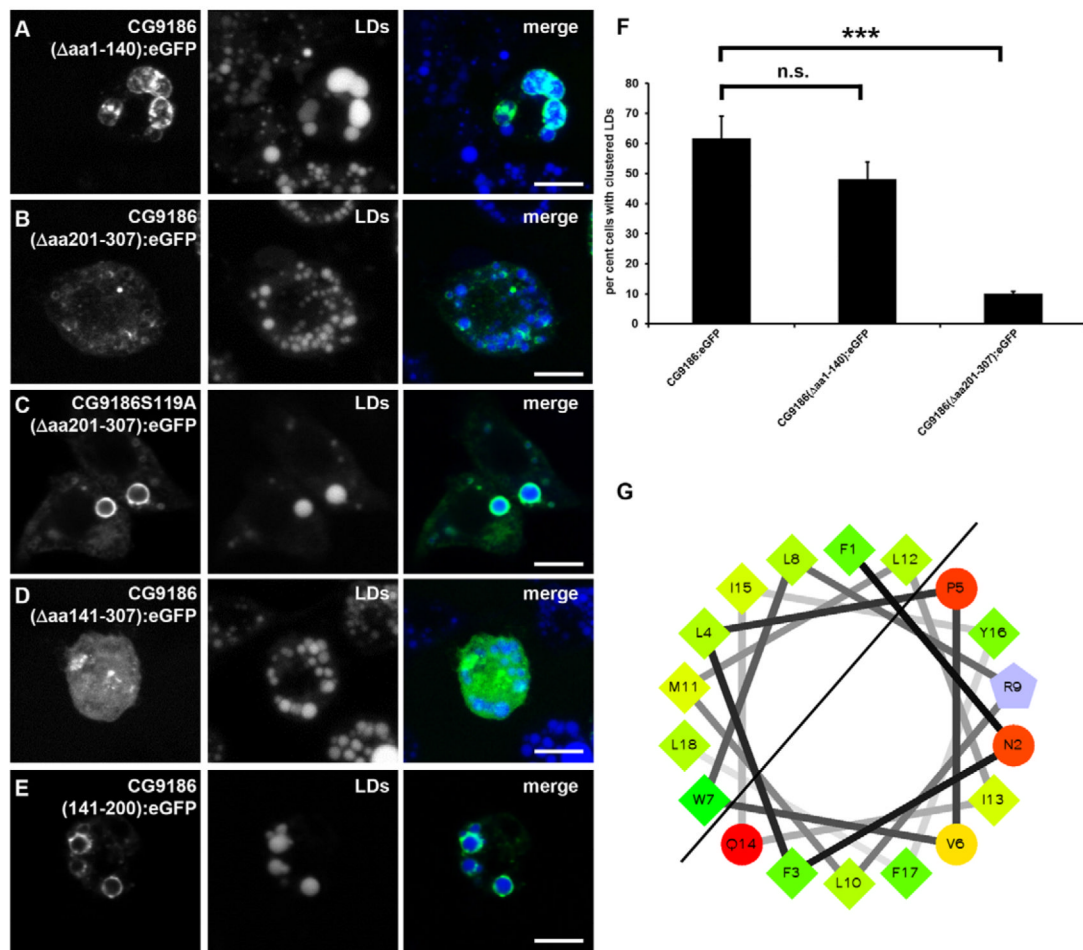 A
CG9186
(Δaa1-140):eGFP
LDs
merge
B
CG9186
(Δaa201-307):eGFP
LDs
merge
C
CG9186S119A
(Δaa201-307):eGFP
LDs
merge
D
CG9186
(Δaa141-307):eGFP
LDs
merge
E
CG9186
(141-200):eGFP
LDs
merge
F
***
n.s.
per cent cells with clustered LDs
80
70
60
50
40
30
20
10
0
CG9186:eGFP
CG9186(Δaa1-140):eGFP
CG9186(Δaa201-307):eGFP
G
L8
F1
L12
I15
P5
L4
Y16
M11
R9
L18
N2
W7
I13
Q14
V6
F3
L10
F17